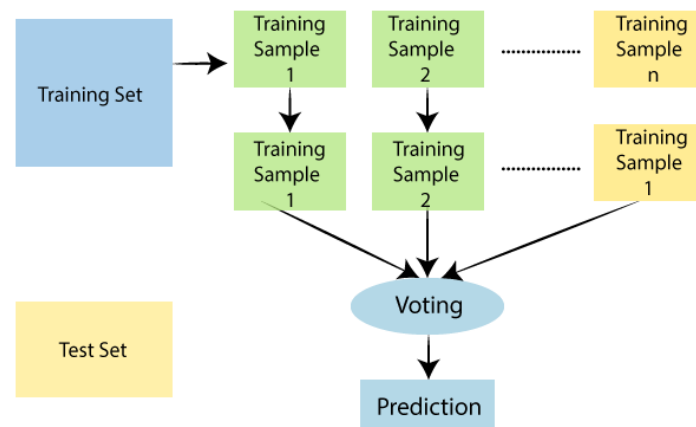 Training Set
Training
Sample
1
Training
Sample
2
Training
Sample
n
Training
Sample
1
Training
Sample
2
Training
Sample
1
Voting
Test Set
Prediction